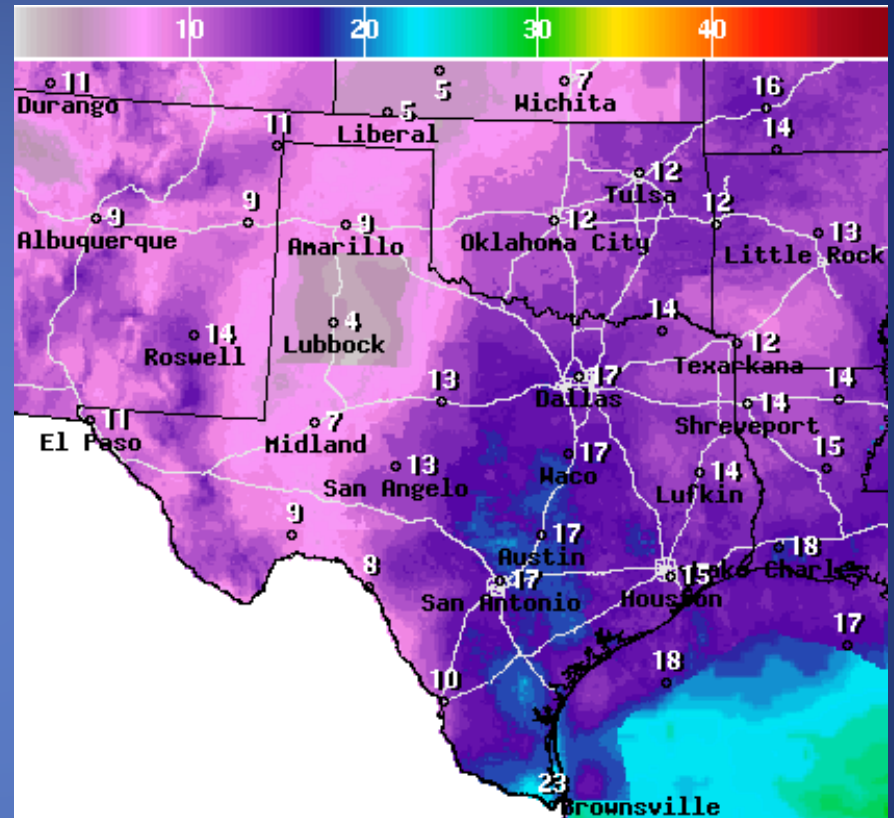 10 20 30 40
5
11 Durango
7 Wichita
5 Liberal
16
11
14
12 Tulsa
9 Albuquerque
9
9 Amarillo
12 Oklahoma City
12
13 Little Rock
4 Lubbock
14 Roswell
14
12 Texarkana
17 Dallas
13
14 Shreveport
14
11 El Paso
7 Midland
13 San Angelo
17 Waco
14 Lufkin
15
9
17 Austin
18 Lake Charles
8
17 San Antonio
15 Houston
17
18
10
23 Brownsville